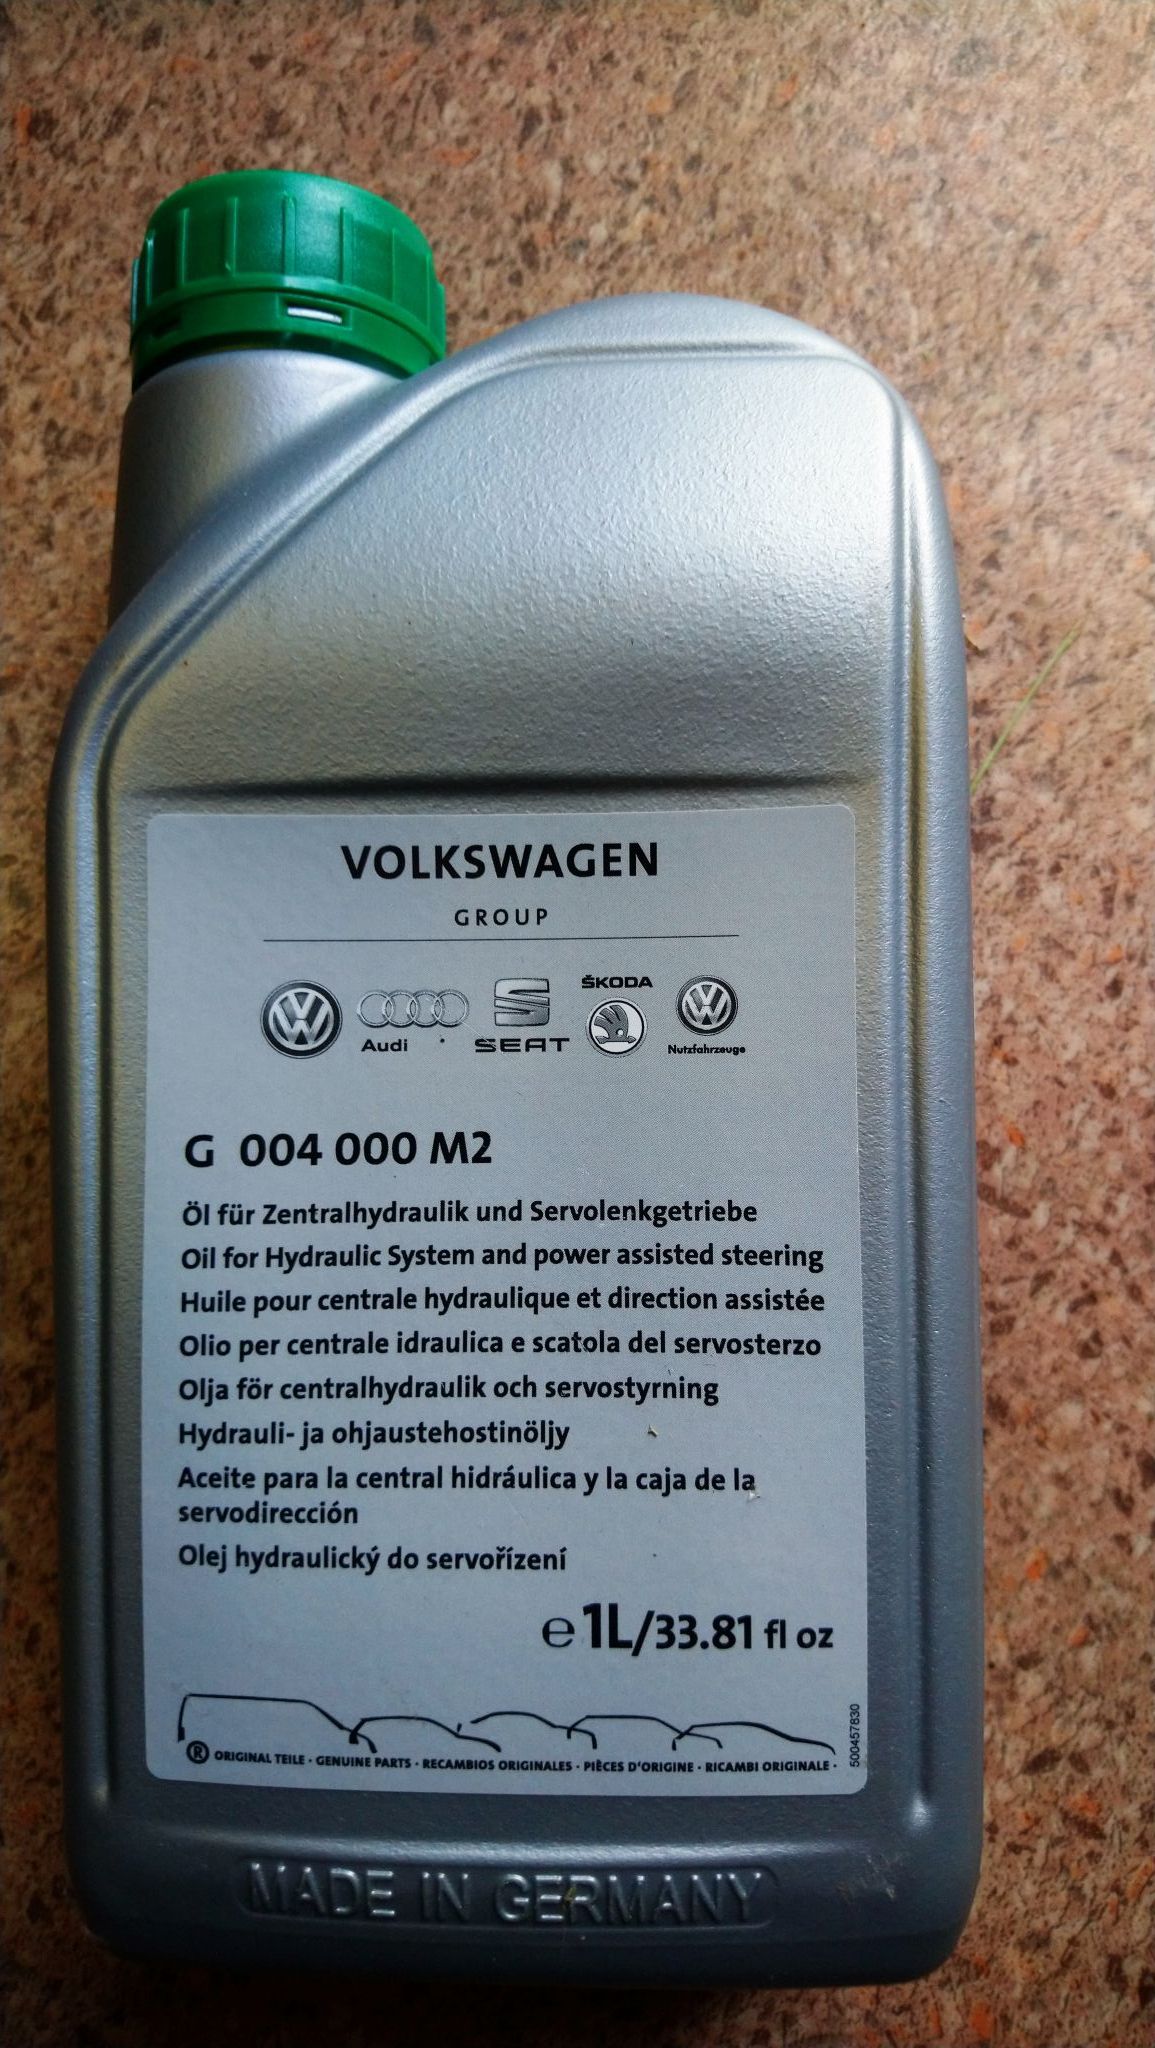 VOLKSWAGEN
GROUP
Audi
SEAT
ŠKODA
Nutzfahrzeuge
G 004 000 M2
Öl für Zentralhydraulik und Servolenkgetriebe
Oil for Hydraulic System and power assisted steering
Huile pour centrale hydraulique et direction assistée
Olio per centrale idraulica e scatola del servosterzo
Olja för centralhydraulik och servostyrning
Hydrauli- ja ohjaustehostinöljy
Aceite para la central hidráulica y la caja de la
servodirección
Olej hydraulický do servořízení
e 1L/33.81 fl oz
® ORIGINAL TEILE · GENUINE PARTS · RECAMBIOS ORIGINALES · PIÈCES D'ORIGINE · RICAMBI ORIGINALE ·
500457830
MADE IN GERMANY